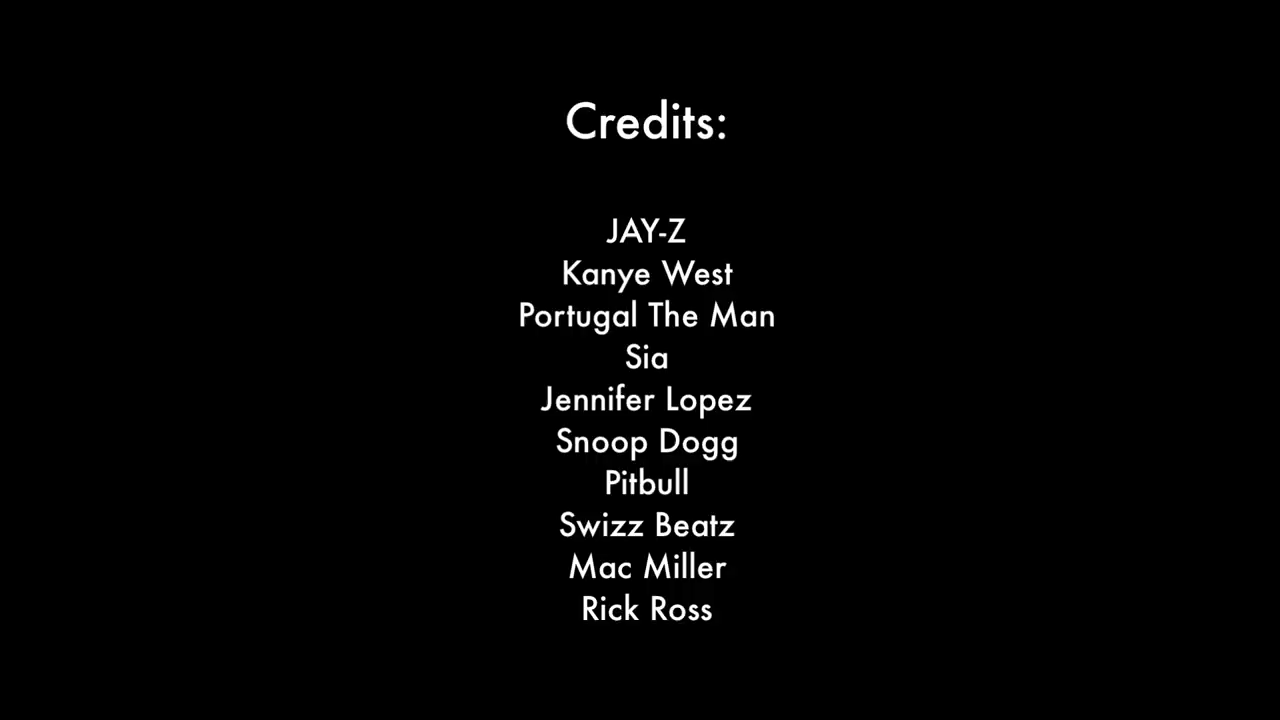 Credits:
JAY-Z
Kanye West
Portugal The Man
Sia
Jennifer Lopez
Snoop Dogg
Pitbull
Swizz Beatz
Mac Miller
Rick Ross